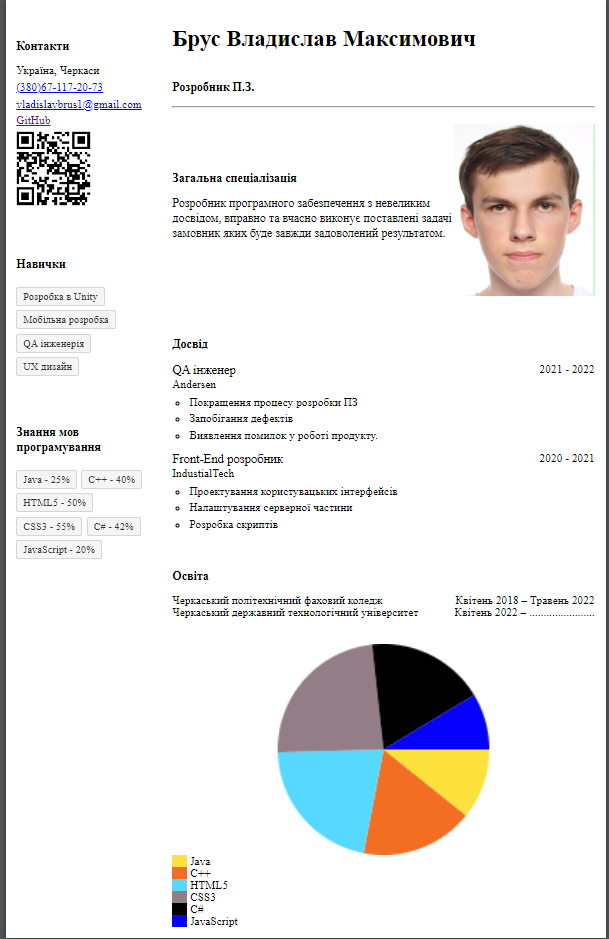 Брус Владислав Максимович
Розробник П.З.
Контакти
Україна, Черкаси
(380)67-117-20-73
vladislavbrus1@gmail.com
GitHub
Навички
Розробка в Unity
Мобільна розробка
QA інженерія
UX дизайн
Знання мов
програмування
Java - 25%
C++ - 40%
HTML5 - 50%
CSS3 - 55%
C# - 42%
JavaScript - 20%
Загальна спеціалізація
Розробник програмного забезпечення з невеликим
досвідом, вправно та вчасно виконує поставлені задачі
замовник яких буде завжди задоволений результатом.
Досвід
QA інженер 2021 - 2022
Andersen
Покращення процесу розробки ПЗ
Запобігання дефектів
Виявлення помилок у роботі продукту.
Front-End розробник 2020 - 2021
IndustialTech
Проектування користувацьких інтерфейсів
Налаштування серверної частини
Розробка скриптів
Освіта
Черкаський політехнічний фаховий коледж Квітень 2018 – Травень 2022
Черкаський державний технологічний університет Квітень 2022 – .......................
Java
C++
HTML5
CSS3
C#
JavaScript